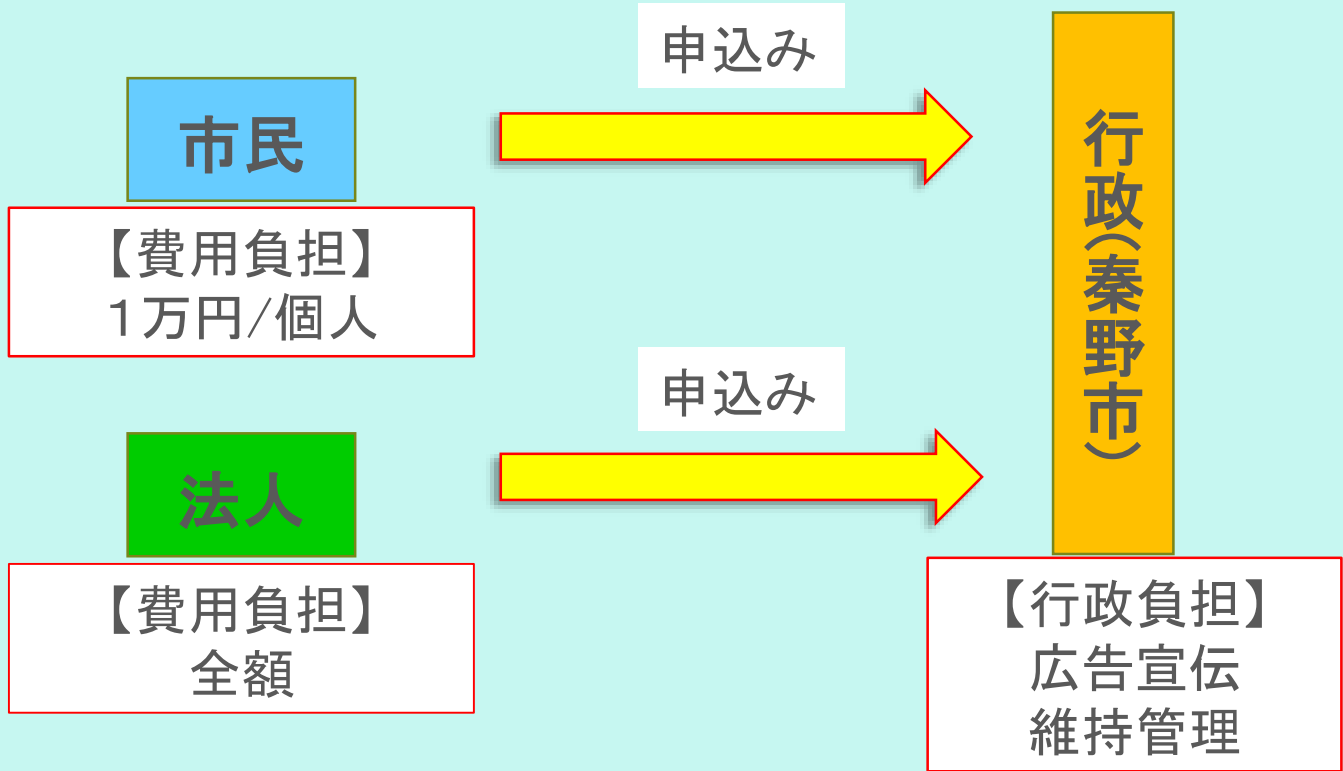 申込み
市民
【費用負担】
１万円/個人
申込み
法人
【費用負担】
全額
行政(秦野市)
【行政負担】
広告宣伝
維持管理